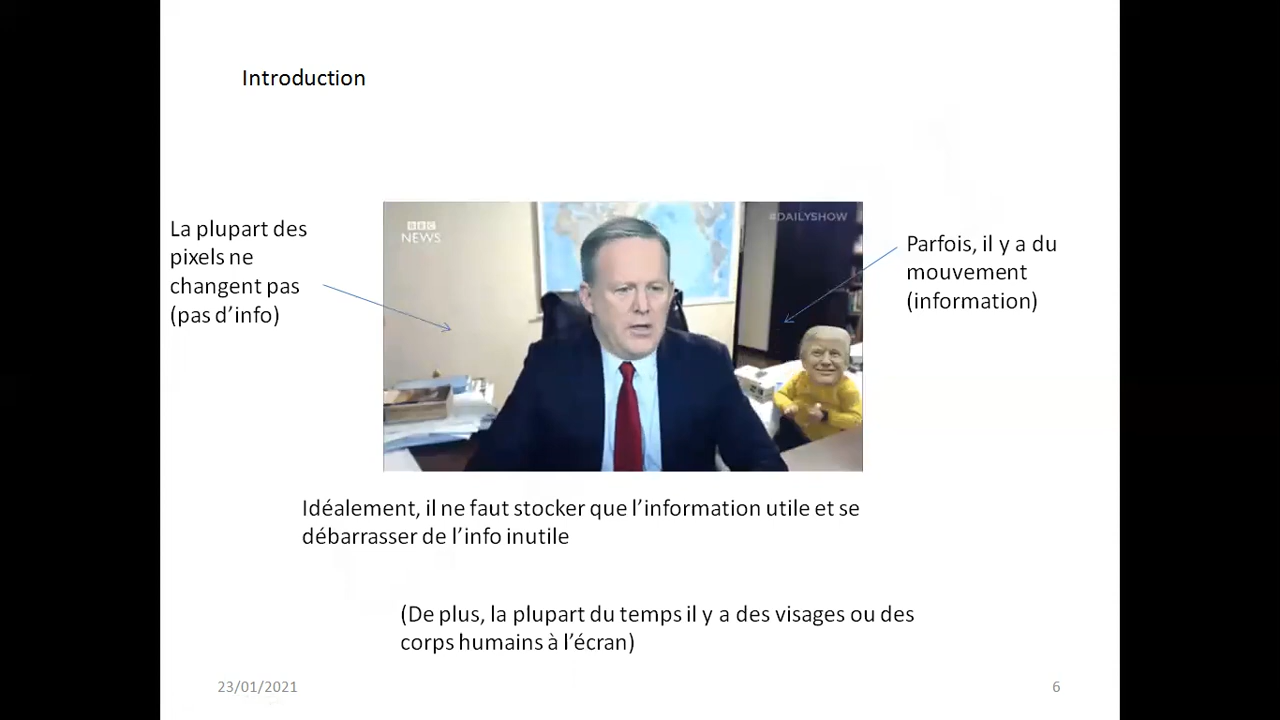 Introduction
La plupart des
pixels ne
changent pas
(pas d’info)
BBC
NEWS
#DAILYSHOW
Parfois, il y a du
mouvement
(information)
Idéalement, il ne faut stocker que l’information utile et se
débarrasser de l’info inutile
(De plus, la plupart du temps il y a des visages ou des
corps humains à l’écran)
23/01/2021
6